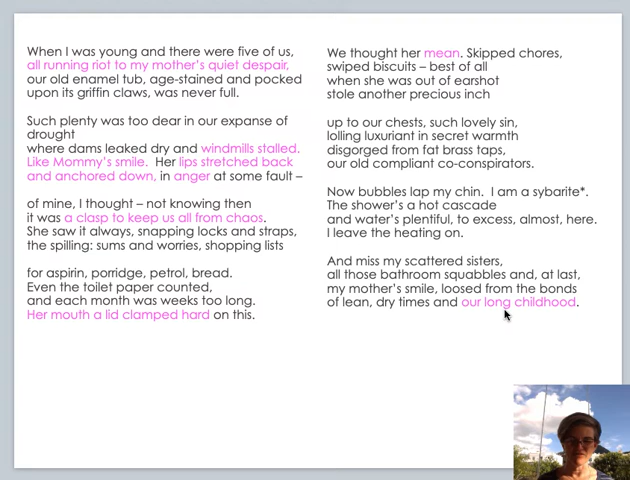 When I was young and there were five of us,
all running riot to my mother's quiet despair,
our old enamel tub, age-stained and pocked
upon its griffin claws, was never full.
Such plenty was too dear in our expanse of
drought
where dams leaked dry and windmills stalled.
Like Mommy's smile.  Her lips stretched back
and anchored down, in anger at some fault –
of mine, I thought – not knowing then
it was a clasp to keep us all from chaos.
She saw it always, snapping locks and straps,
the spilling: sums and worries, shopping lists
for aspirin, porridge, petrol, bread.
Even the toilet paper counted,
and each month was weeks too long.
Her mouth a lid clamped hard on this.
We thought her mean. Skipped chores,
swiped biscuits – best of all
when she was out of earshot
stole another precious inch
up to our chests, such lovely sin,
lolling luxuriant in secret warmth
disgorged from fat brass taps,
our old compliant co-conspirators.
Now bubbles lap my chin.  I am a sybarite*.
The shower's a hot cascade
and water's plentiful, to excess, almost, here.
I leave the heating on.
And miss my scattered sisters,
all those bathroom squabbles and, at last,
my mother's smile, loosed from the bonds
of lean, dry times and our long childhood.